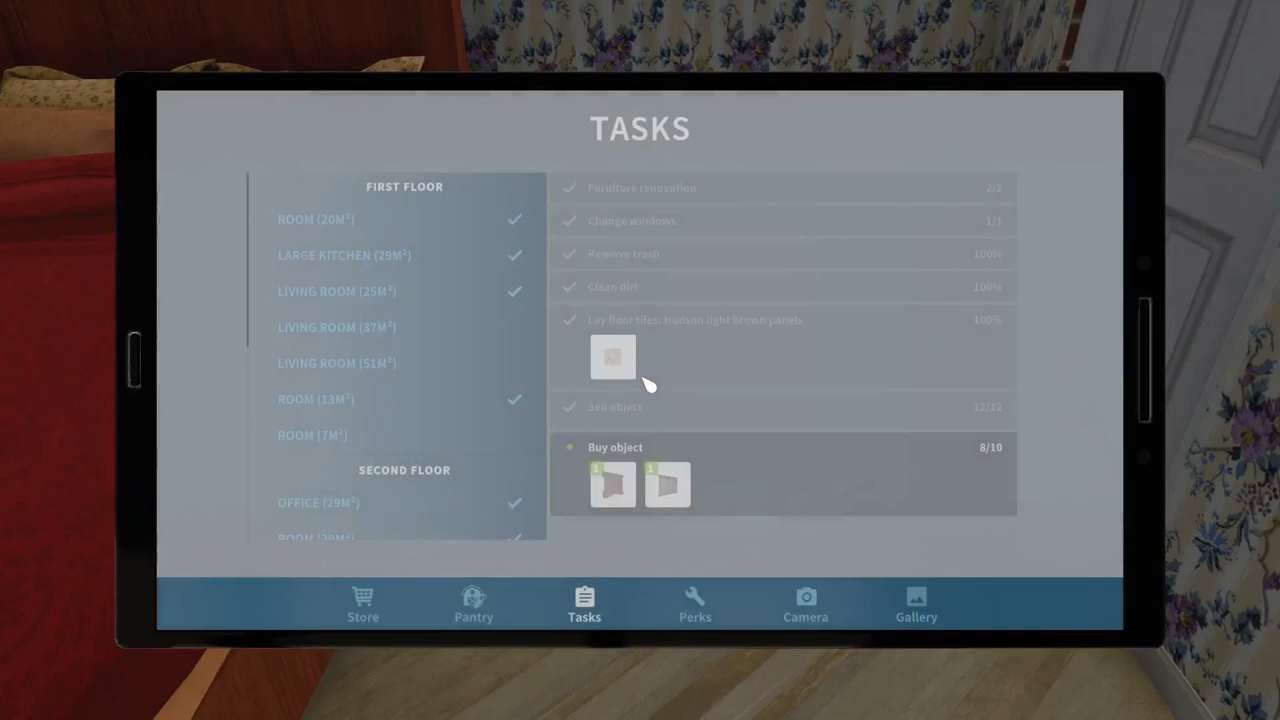 TASKS
FIRST FLOOR
ROOM (20M²)
LARGE KITCHEN (29M²)
LIVING ROOM (25M²)
LIVING ROOM (37M²)
LIVING ROOM (51M²)
ROOM (13M²)
ROOM (7M²)
SECOND FLOOR
OFFICE (29M²)
ROOM (39M²)
Furniture renovation 2/2
Change windows 1/1
Remove trash 100%
Clean dirt 100%
Lay floor tiles: Hudson light brown panels 100%
Sell object 12/12
Buy object 8/10
1 1
Store Pantry Tasks Perks Camera Gallery